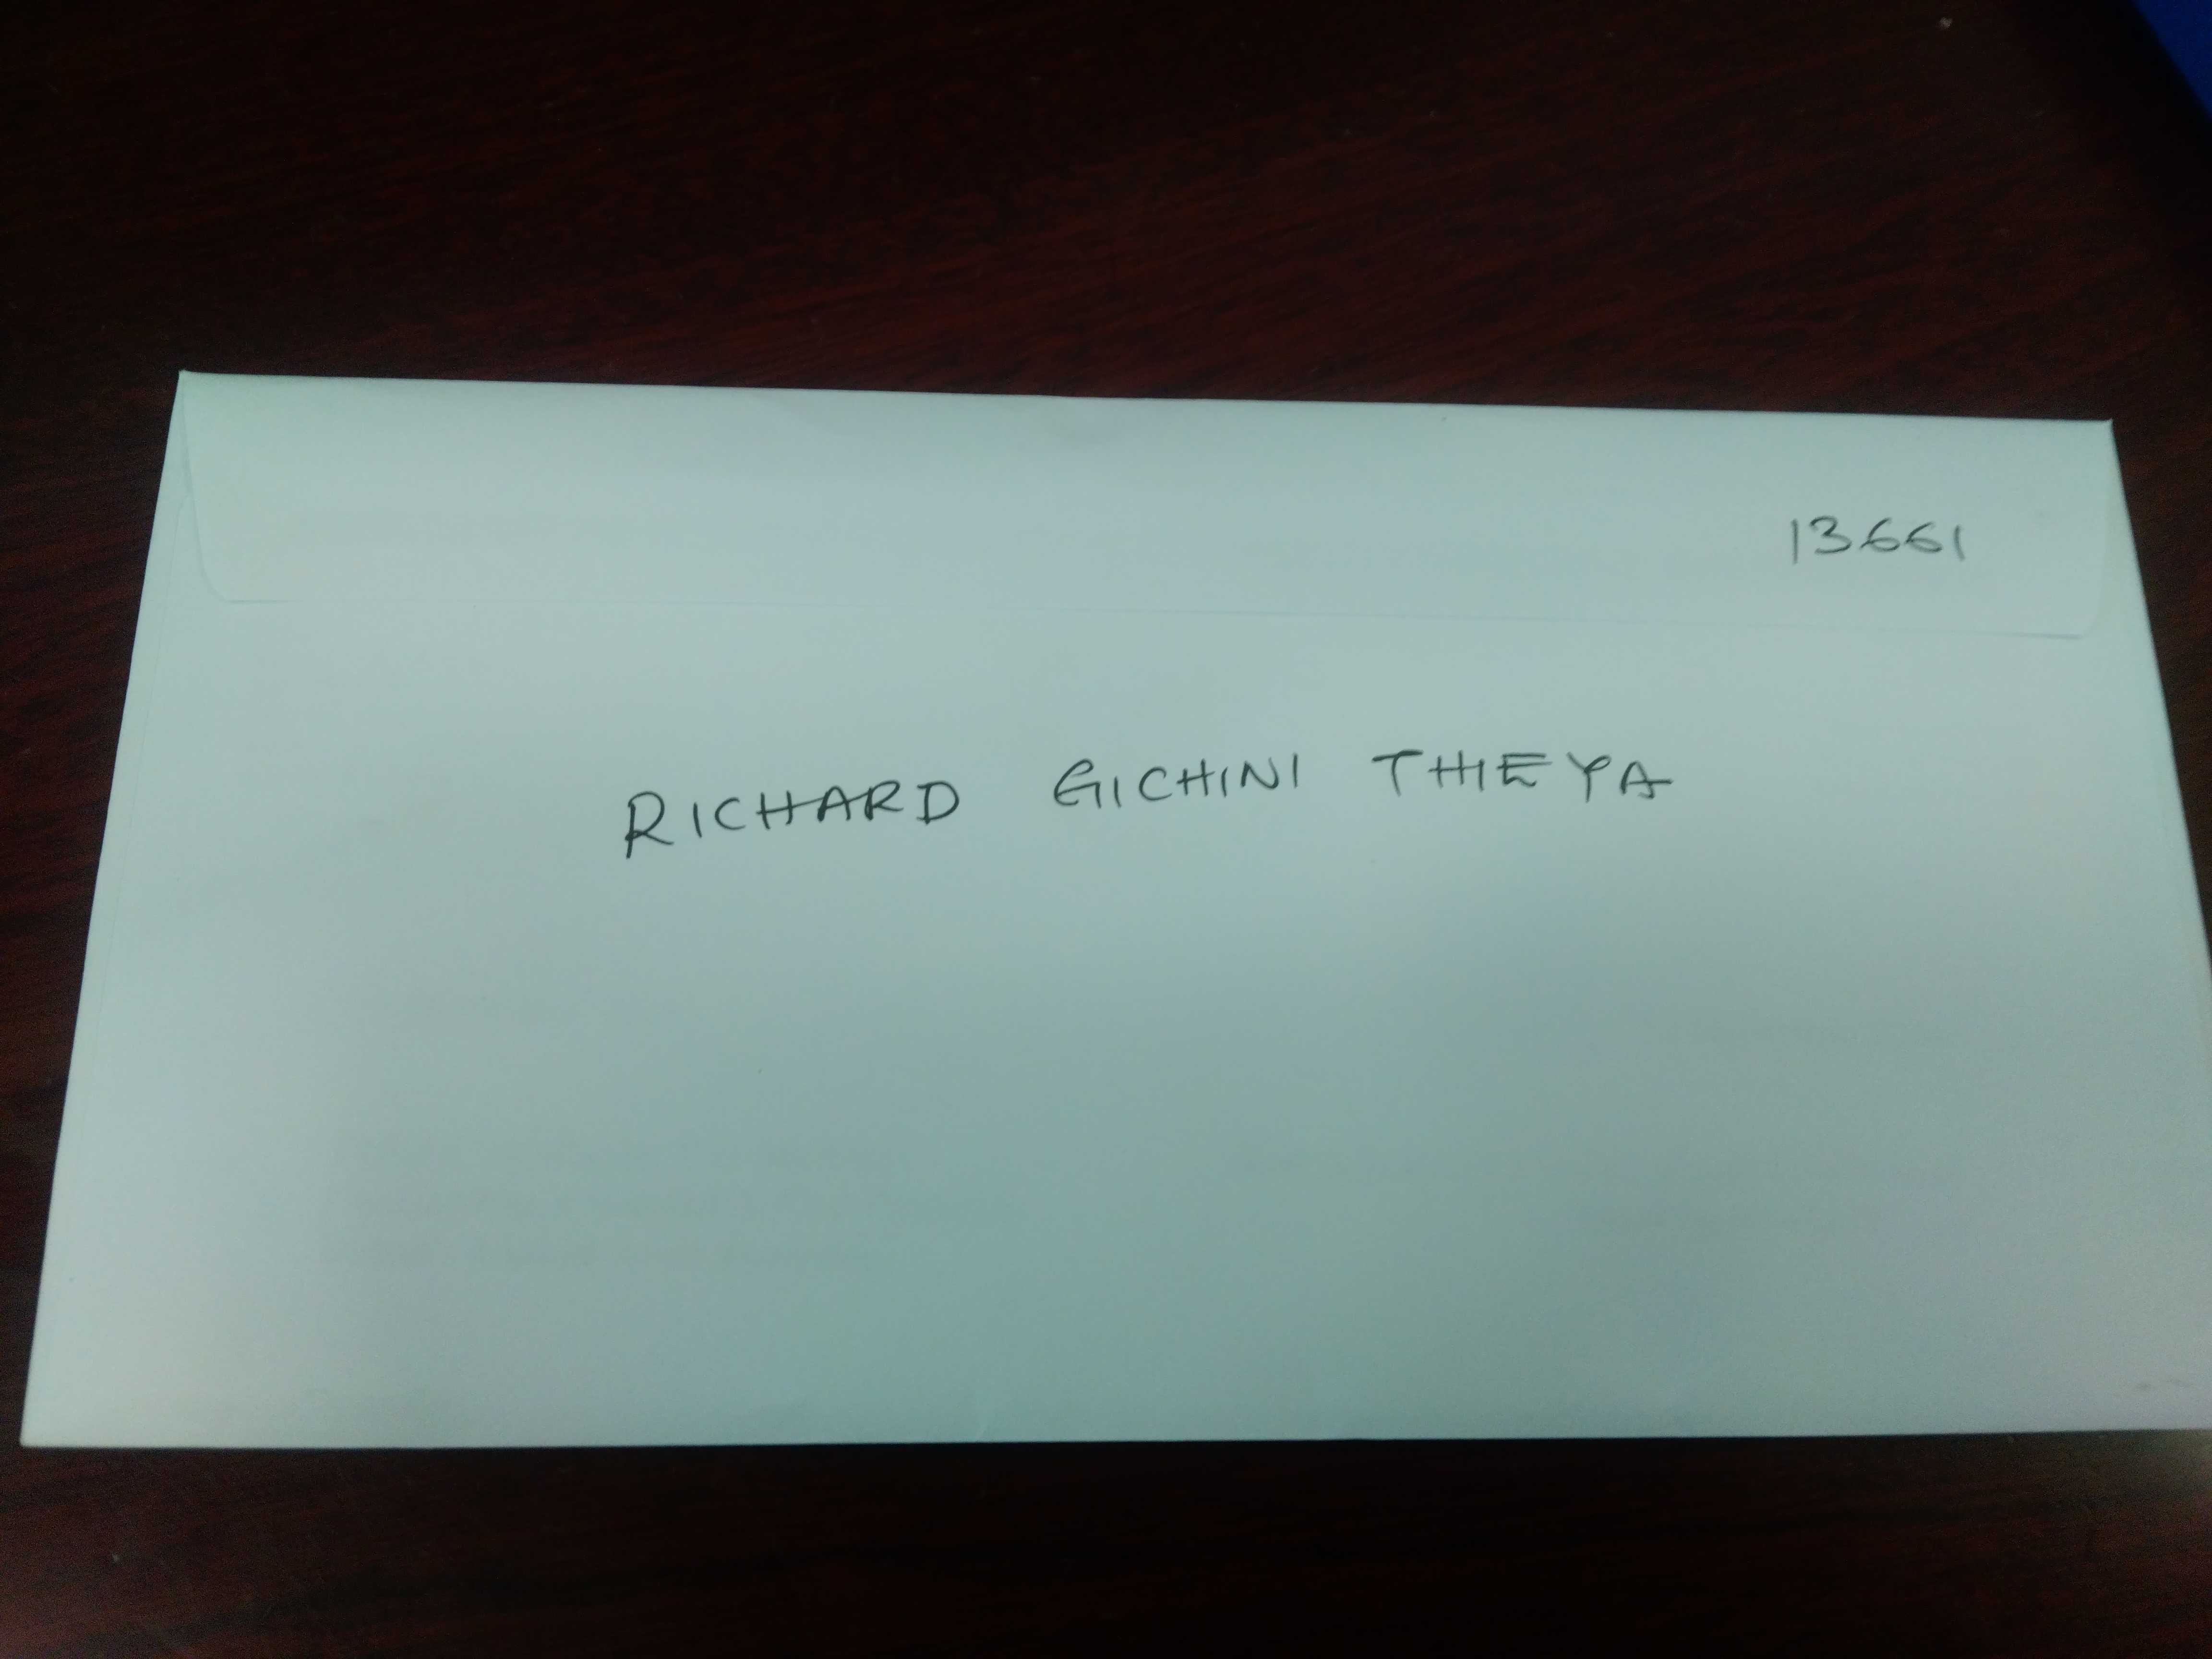 13661
RICHARD GICHINI THEYA